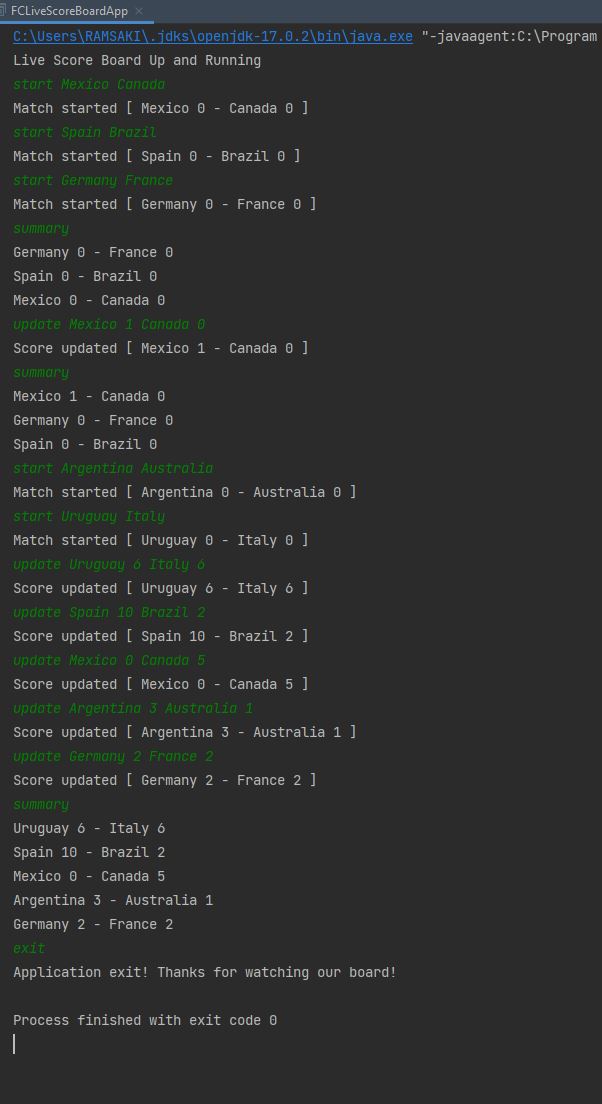 FCLiveScoreBoardApp
C:\Users\RAMSAKI\.jdks\openjdk-17.0.2\bin\java.exe "-javaagent:C:\Program
Live Score Board Up and Running
start Mexico Canada
Match started [ Mexico 0 - Canada 0 ]
start Spain Brazil
Match started [ Spain 0 - Brazil 0 ]
start Germany France
Match started [ Germany 0 - France 0 ]
summary
Germany 0 - France 0
Spain 0 - Brazil 0
Mexico 0 - Canada 0
update Mexico 1 Canada 0
Score updated [ Mexico 1 - Canada 0 ]
summary
Mexico 1 - Canada 0
Germany 0 - France 0
Spain 0 - Brazil 0
start Argentina Australia
Match started [ Argentina 0 - Australia 0 ]
start Uruguay Italy
Match started [ Uruguay 0 - Italy 0 ]
update Uruguay 6 Italy 6
Score updated [ Uruguay 6 - Italy 6 ]
update Spain 10 Brazil 2
Score updated [ Spain 10 - Brazil 2 ]
update Mexico 0 Canada 5
Score updated [ Mexico 0 - Canada 5 ]
update Argentina 3 Australia 1
Score updated [ Argentina 3 - Australia 1 ]
update Germany 2 France 2
Score updated [ Germany 2 - France 2 ]
summary
Uruguay 6 - Italy 6
Spain 10 - Brazil 2
Mexico 0 - Canada 5
Argentina 3 - Australia 1
Germany 2 - France 2
exit
Application exit! Thanks for watching our board!
Process finished with exit code 0